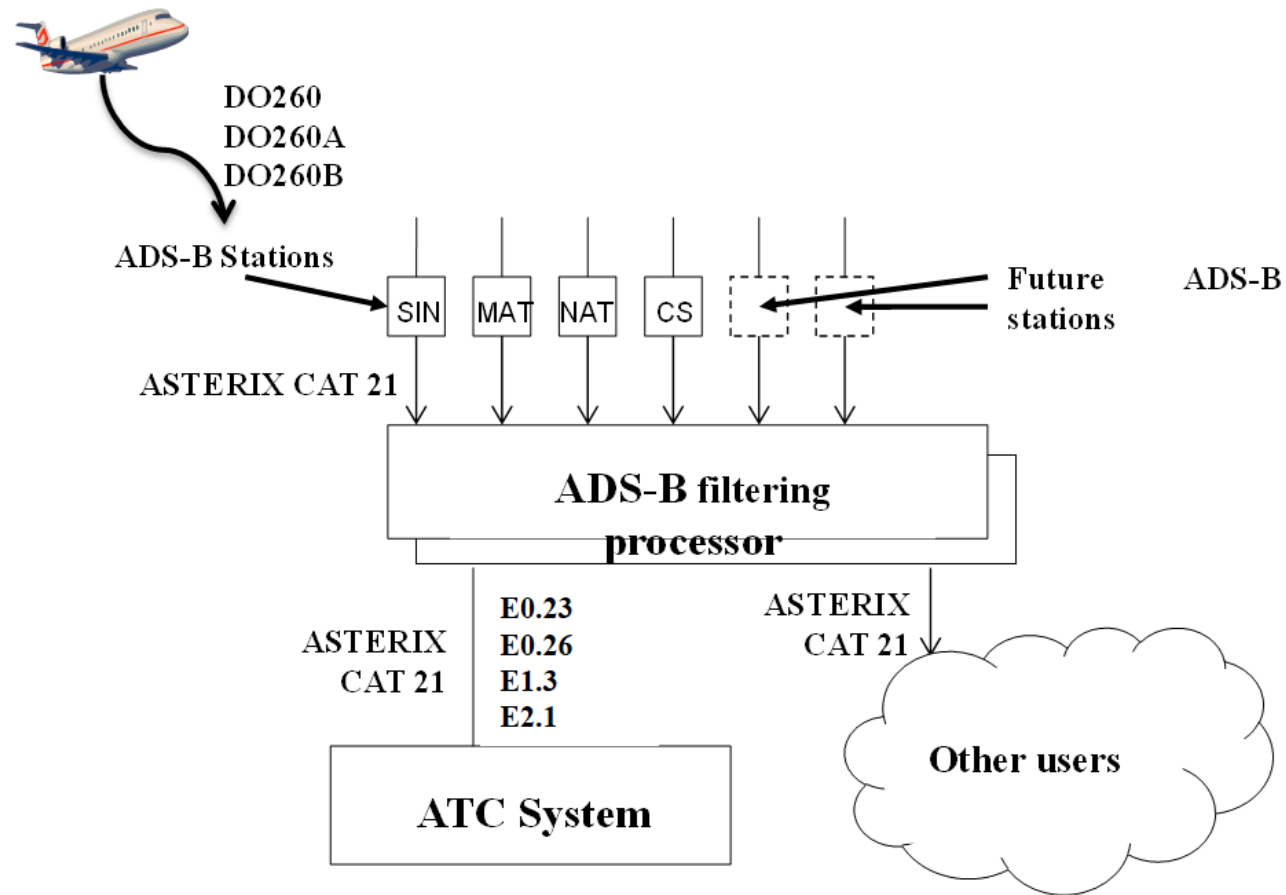 DO260
DO260A
DO260B
ADS-B Stations
SIN
MAT
NAT
CS
Future ADS-B
stations
ASTERIX CAT 21
ADS-B filtering
processor
ASTERIX
CAT 21
E0.23
E0.26
E1.3
E2.1
ASTERIX
CAT 21
ATC System
Other users